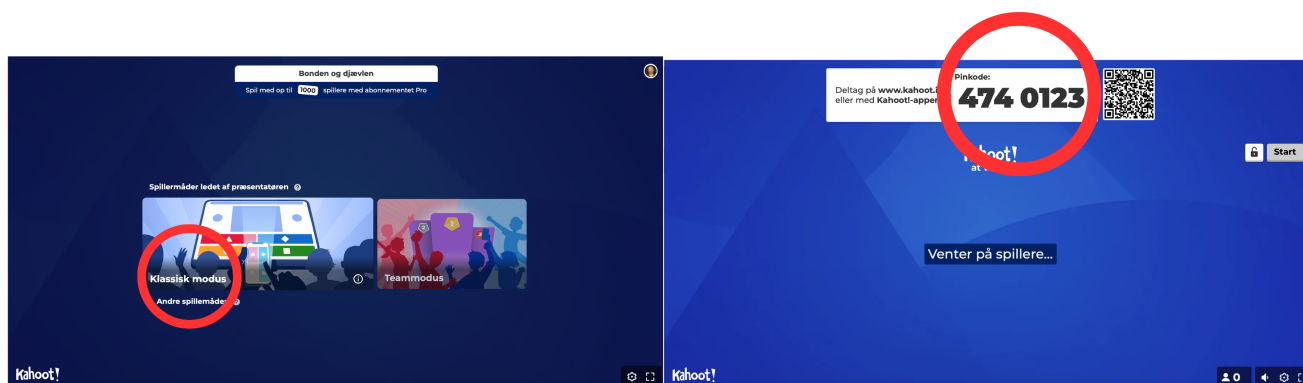 Bonden og djævlen
Spil med op til 1000 spillere med abonnementet Pro
Spillermåder ledet af præsentatøren
Klassisk modus
Teammodus
Andre spillemåder
Kahoot!
Pinkode:
Deltag på www.kahoot.i
eller med Kahoot!-appen
474 0123
Kahoot!
at v
Start
Venter på spillere...
Kahoot!
0